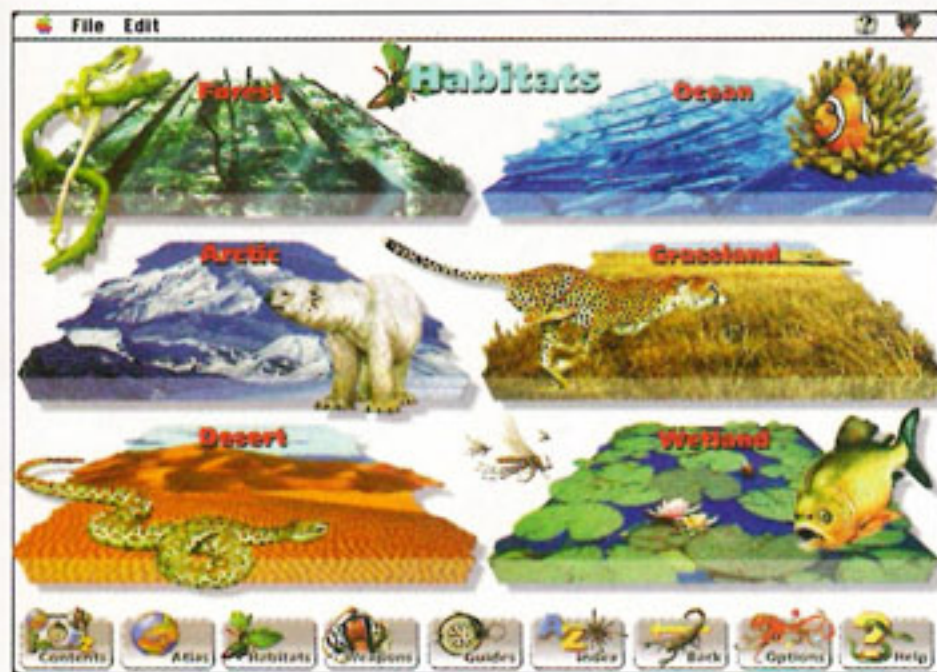 File Edit
Habitats
Forest
Ocean
Arctic
Grassland
Desert
Wetland
Contents Atlas Habitats Weapons Guides Index Back Options Help